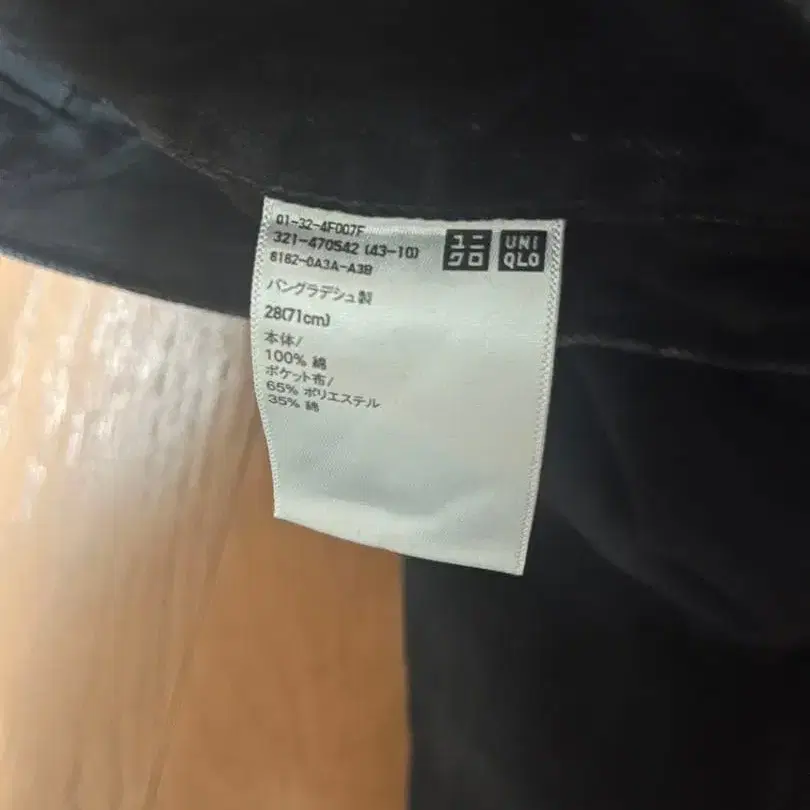 01-32-4F007F
321-470542 (43-10)
8182-0A3A-A3B
ユニ
クロ
UNI
QLO
バングラデシュ製
28(71cm)
本体/
100% 綿
ポケット布/
65% ポリエステル
35% 綿